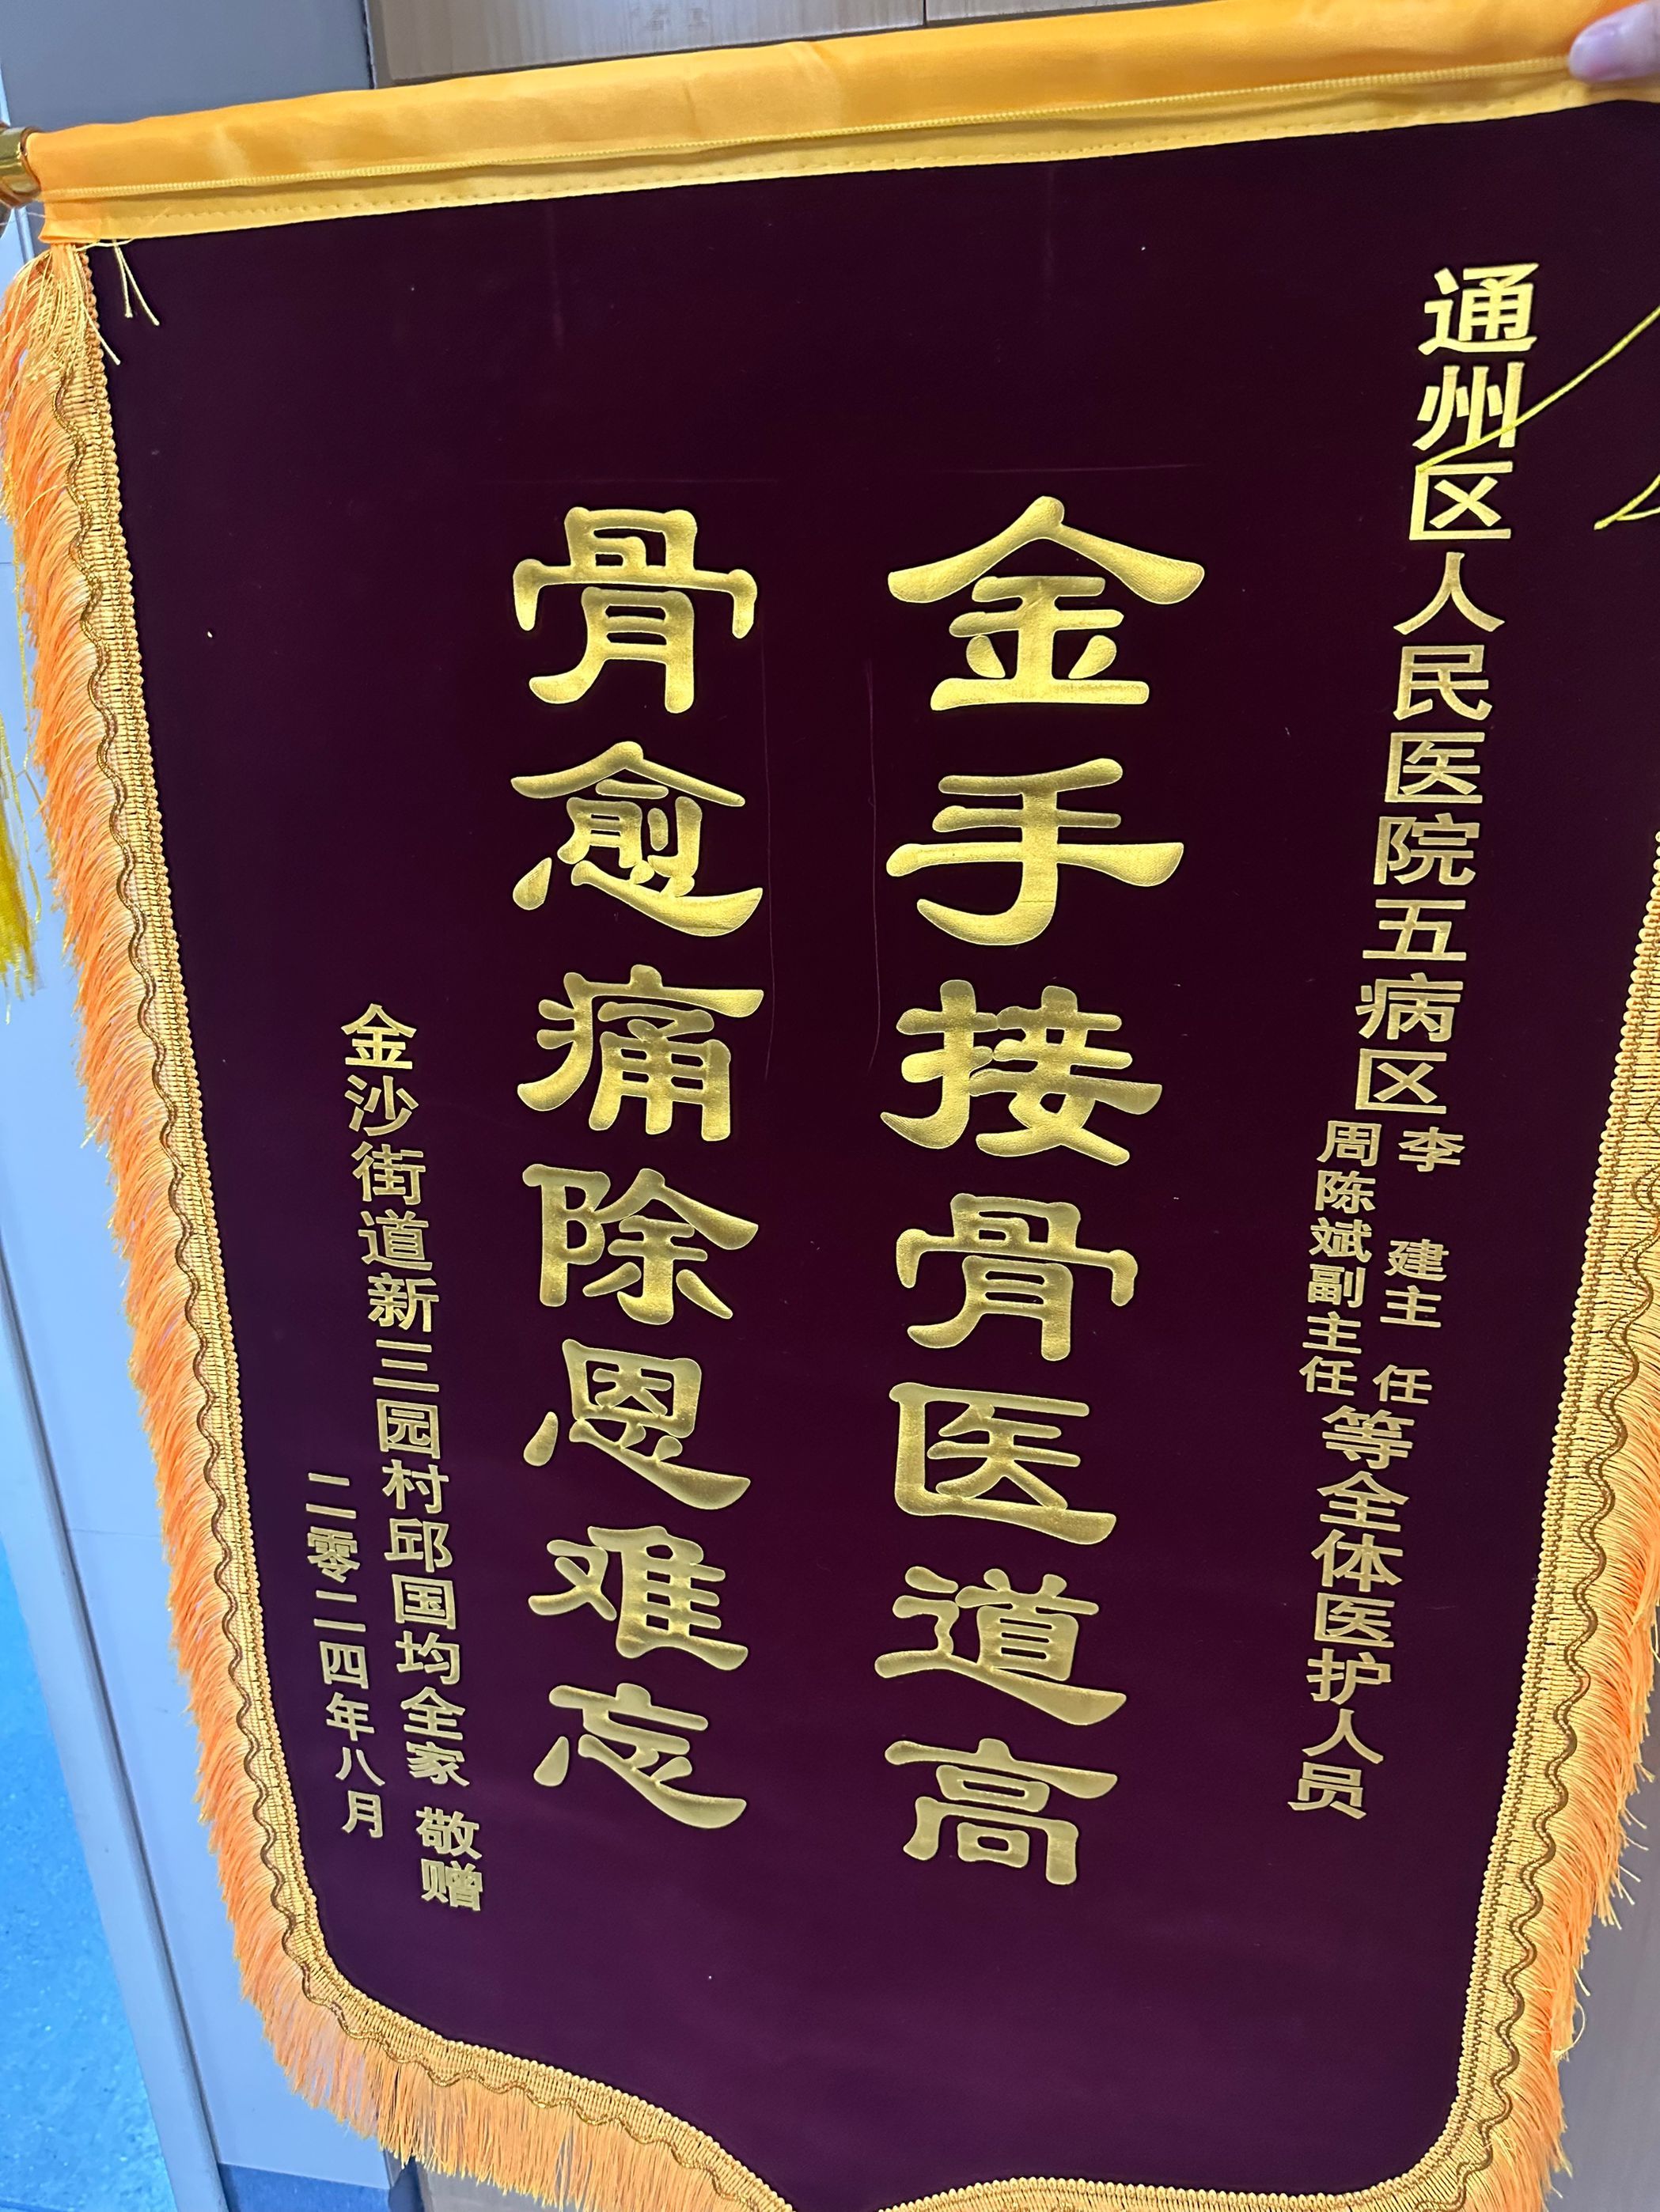 通州区人民医院五病区
李建主任
周陈斌副主任
等全体医护人员
金手接骨医道高
骨愈痛除恩难忘
金沙街道新三园村邱国均全家 敬赠
二零二四年八月